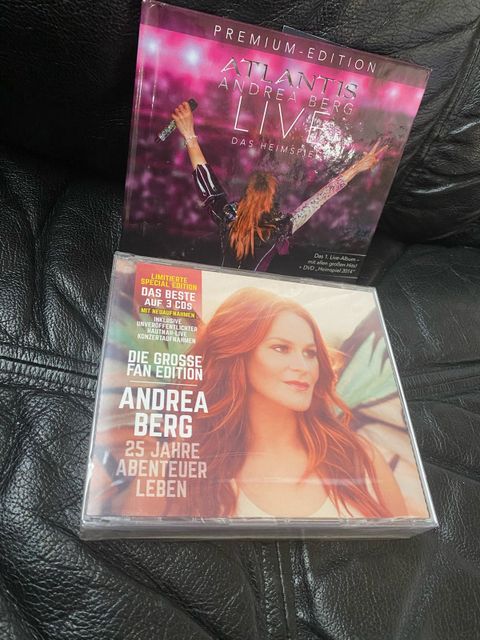 PREMIUM-EDITION
ATLANTIS
ANDREA BERG
LIVE
DAS HEIMSPIEL
Das 1. Live-Album –
mit allen großen Hits!
+ DVD „Heimspiel 2014“
LIMITIERTE
SPECIAL EDITION
DAS BESTE
AUF 3 CDs
MIT NEUAUFNAHMEN
INKLUSIVE
UNVERÖFFENTLICHTER
HAUTNAH-LIVE
KONZERTAUFNAHMEN
DIE GROSSE
FAN EDITION
ANDREA
BERG
25 JAHRE
ABENTEUER
LEBEN